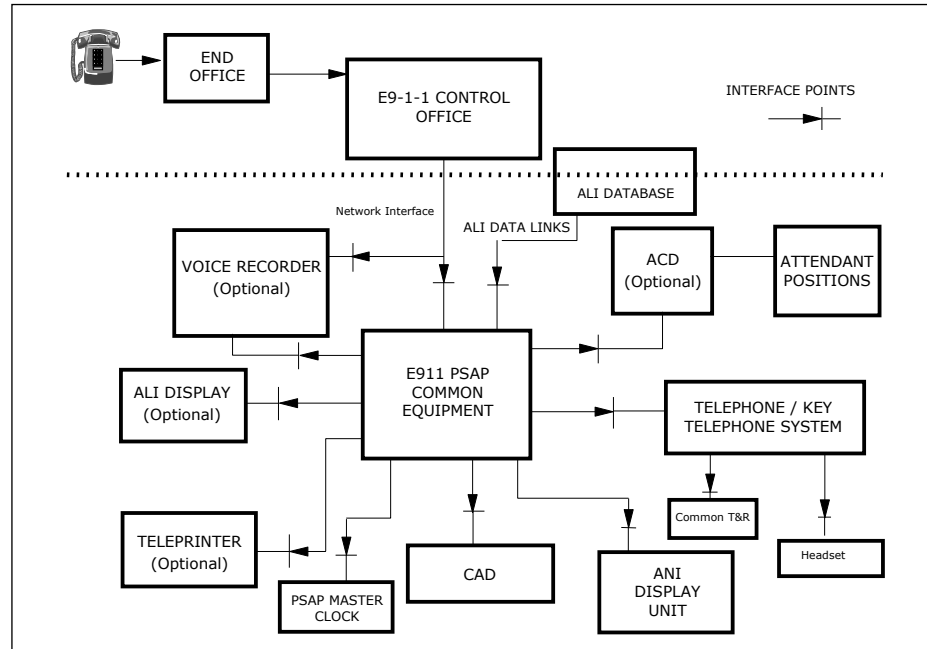 END
OFFICE
E9-1-1 CONTROL
OFFICE
INTERFACE POINTS
ALI DATABASE
Network Interface
ALI DATA LINKS
VOICE RECORDER
(Optional)
ACD
(Optional)
ATTENDANT
POSITIONS
E911 PSAP
COMMON
EQUIPMENT
ALI DISPLAY
(Optional)
TELEPHONE / KEY
TELEPHONE SYSTEM
Common T&R
Headset
TELEPRINTER
(Optional)
PSAP MASTER
CLOCK
CAD
ANI
DISPLAY
UNIT